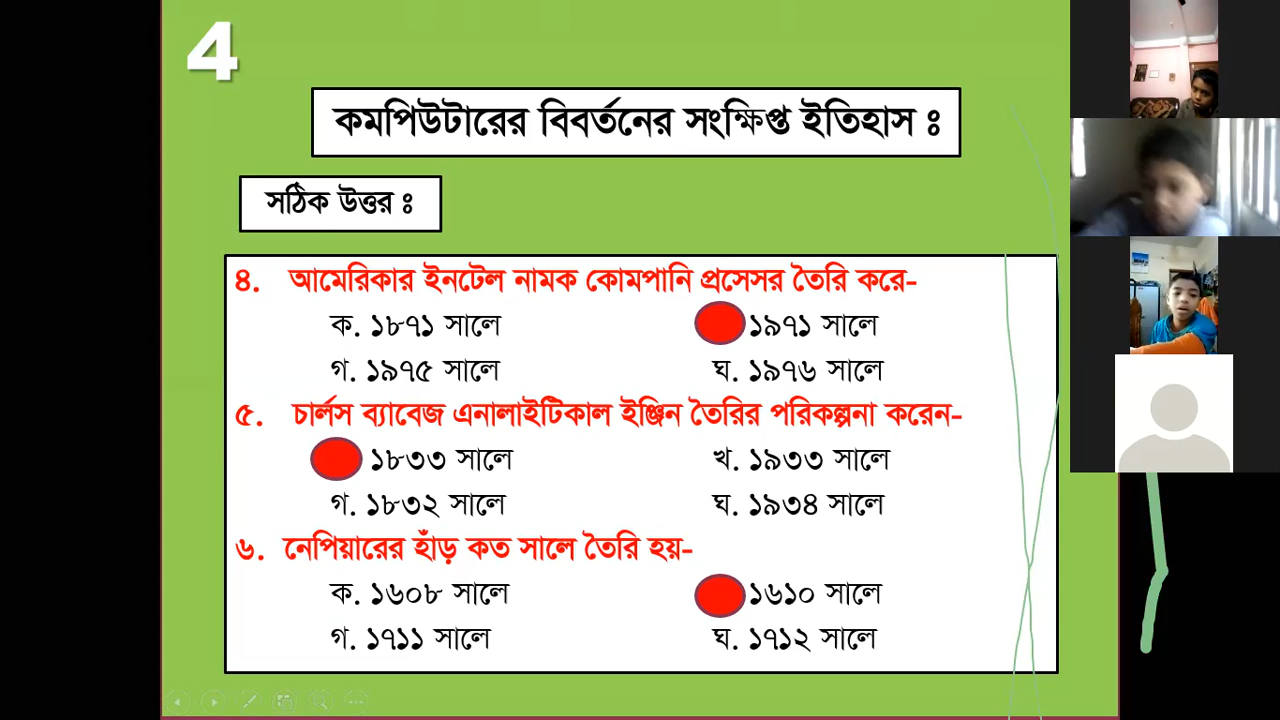 4
কমপিউটারের বিবর্তনের সংক্ষিপ্ত ইতিহাস ঃ
সঠিক উত্তর ঃ
৪. আমেরিকার ইনটেল নামক কোমপানি প্রসেসর তৈরি করে-
ক. ১৮৭১ সালে ১৯৭১ সালে
গ. ১৯৭৫ সালে ঘ. ১৯৭৬ সালে
৫. চার্লস ব্যাবেজ এনালাইটিকাল ইঞ্জিন তৈরির পরিকল্পনা করেন-
১৮৩৩ সালে খ. ১৯৩৩ সালে
গ. ১৮৩২ সালে ঘ. ১৯৩৪ সালে
৬. নেপিয়ারের হাঁড় কত সালে তৈরি হয়-
ক. ১৬০৮ সালে ১৬১০ সালে
গ. ১৭১১ সালে ঘ. ১৭১২ সালে